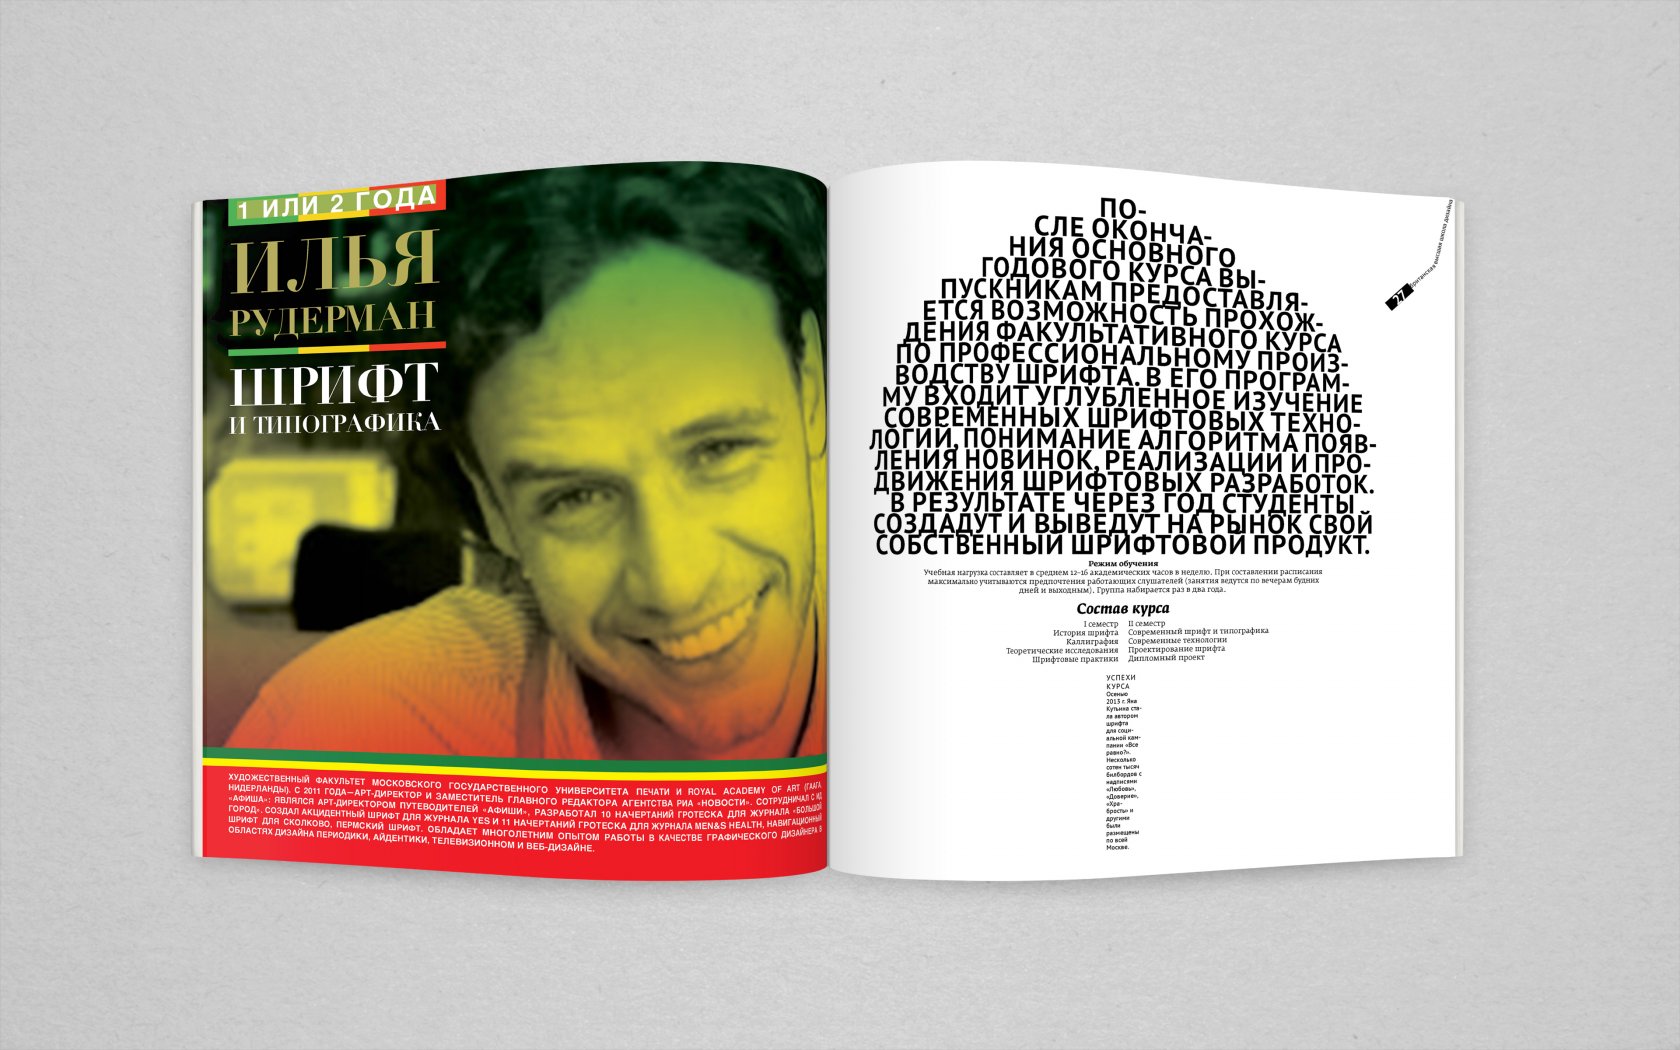 1 ИЛИ 2 ГОДА
ИЛЬЯ
РУДЕРМАН
ШРИФТ
И ТИПОГРАФИКА
ХУДОЖЕСТВЕННЫЙ ФАКУЛЬТЕТ МОСКОВСКОГО ГОСУДАРСТВЕННОГО УНИВЕРСИТЕТА ПЕЧАТИ И ROYAL ACADEMY OF ART (ГААГА,
НИДЕРЛАНДЫ). С 2011 ГОДА—АРТ-ДИРЕКТОР И ЗАМЕСТИТЕЛЬ ГЛАВНОГО РЕДАКТОРА АГЕНТСТВА РИА «НОВОСТИ». СОТРУДНИЧАЛ С ИД
«АФИША»: ЯВЛЯЛСЯ АРТ-ДИРЕКТОРОМ ПУТЕВОДИТЕЛЕЙ «АФИШИ», РАЗРАБОТАЛ 10 НАЧЕРТАНИЙ ГРОТЕСКА ДЛЯ ЖУРНАЛА «БОЛЬШОЙ
ГОРОД». СОЗДАЛ АКЦИДЕНТНЫЙ ШРИФТ ДЛЯ ЖУРНАЛА YES И 11 НАЧЕРТАНИЙ ГРОТЕСКА ДЛЯ ЖУРНАЛА MEN&S HEALTH, НАВИГАЦИОННЫЙ
ШРИФТ ДЛЯ СКОЛКОВО, ПЕРМСКИЙ ШРИФТ. ОБЛАДАЕТ МНОГОЛЕТНИМ ОПЫТОМ РАБОТЫ В КАЧЕСТВЕ ГРАФИЧЕСКОГО ДИЗАЙНЕРА В
ОБЛАСТЯХ ДИЗАЙНА ПЕРИОДИКИ, АЙДЕНТИКИ, ТЕЛЕВИЗИОННОМ И ВЕБ-ДИЗАЙНЕ.
ПО-
СЛЕ ОКОНЧА-
НИЯ ОСНОВНОГО
ГОДОВОГО КУРСА ВЫ-
ПУСКНИКАМ ПРЕДОСТАВЛЯ-
ЕТСЯ ВОЗМОЖНОСТЬ ПРОХОЖ-
ДЕНИЯ ФАКУЛЬТАТИВНОГО КУРСА
ПО ПРОФЕССИОНАЛЬНОМУ ПРОИЗ-
ВОДСТВУ ШРИФТА. В ЕГО ПРОГРАМ-
МУ ВХОДИТ УГЛУБЛЕННОЕ ИЗУЧЕНИЕ
СОВРЕМЕННЫХ ШРИФТОВЫХ ТЕХНО-
ЛОГИЙ, ПОНИМАНИЕ АЛГОРИТМА ПОЯВ-
ЛЕНИЯ НОВИНОК, РЕАЛИЗАЦИИ И ПРО-
ДВИЖЕНИЯ ШРИФТОВЫХ РАЗРАБОТОК.
В РЕЗУЛЬТАТЕ ЧЕРЕЗ ГОД СТУДЕНТЫ
СОЗДАДУТ И ВЫВЕДУТ НА РЫНОК СВОЙ
СОБСТВЕННЫЙ ШРИФТОВОЙ ПРОДУКТ.
27 Британская высшая школа дизайна
Режим обучения
Учебная нагрузка составляет в среднем 12–16 академических часов в неделю. При составлении расписания
максимально учитываются предпочтения работающих слушателей (занятия ведутся по вечерам будних
дней и выходным). Группа набирается раз в два года.
Состав курса
I семестр II семестр
История шрифта Современный шрифт и типографика
Каллиграфия Современные технологии
Теоретические исследования Проектирование шрифта
Шрифтовые практики Дипломный проект
УСПЕХИ
КУРСА
Осенью
2013 г. Яна
Кутьина ста-
ла автором
шрифта
для соци-
альной кам-
пании «Все
равно?».
Несколько
сотен тысяч
билбордов с
надписями
«Любовь»,
«Доверие»,
«Хра-
брость» и
другими
были
размещены
по всей
Москве.